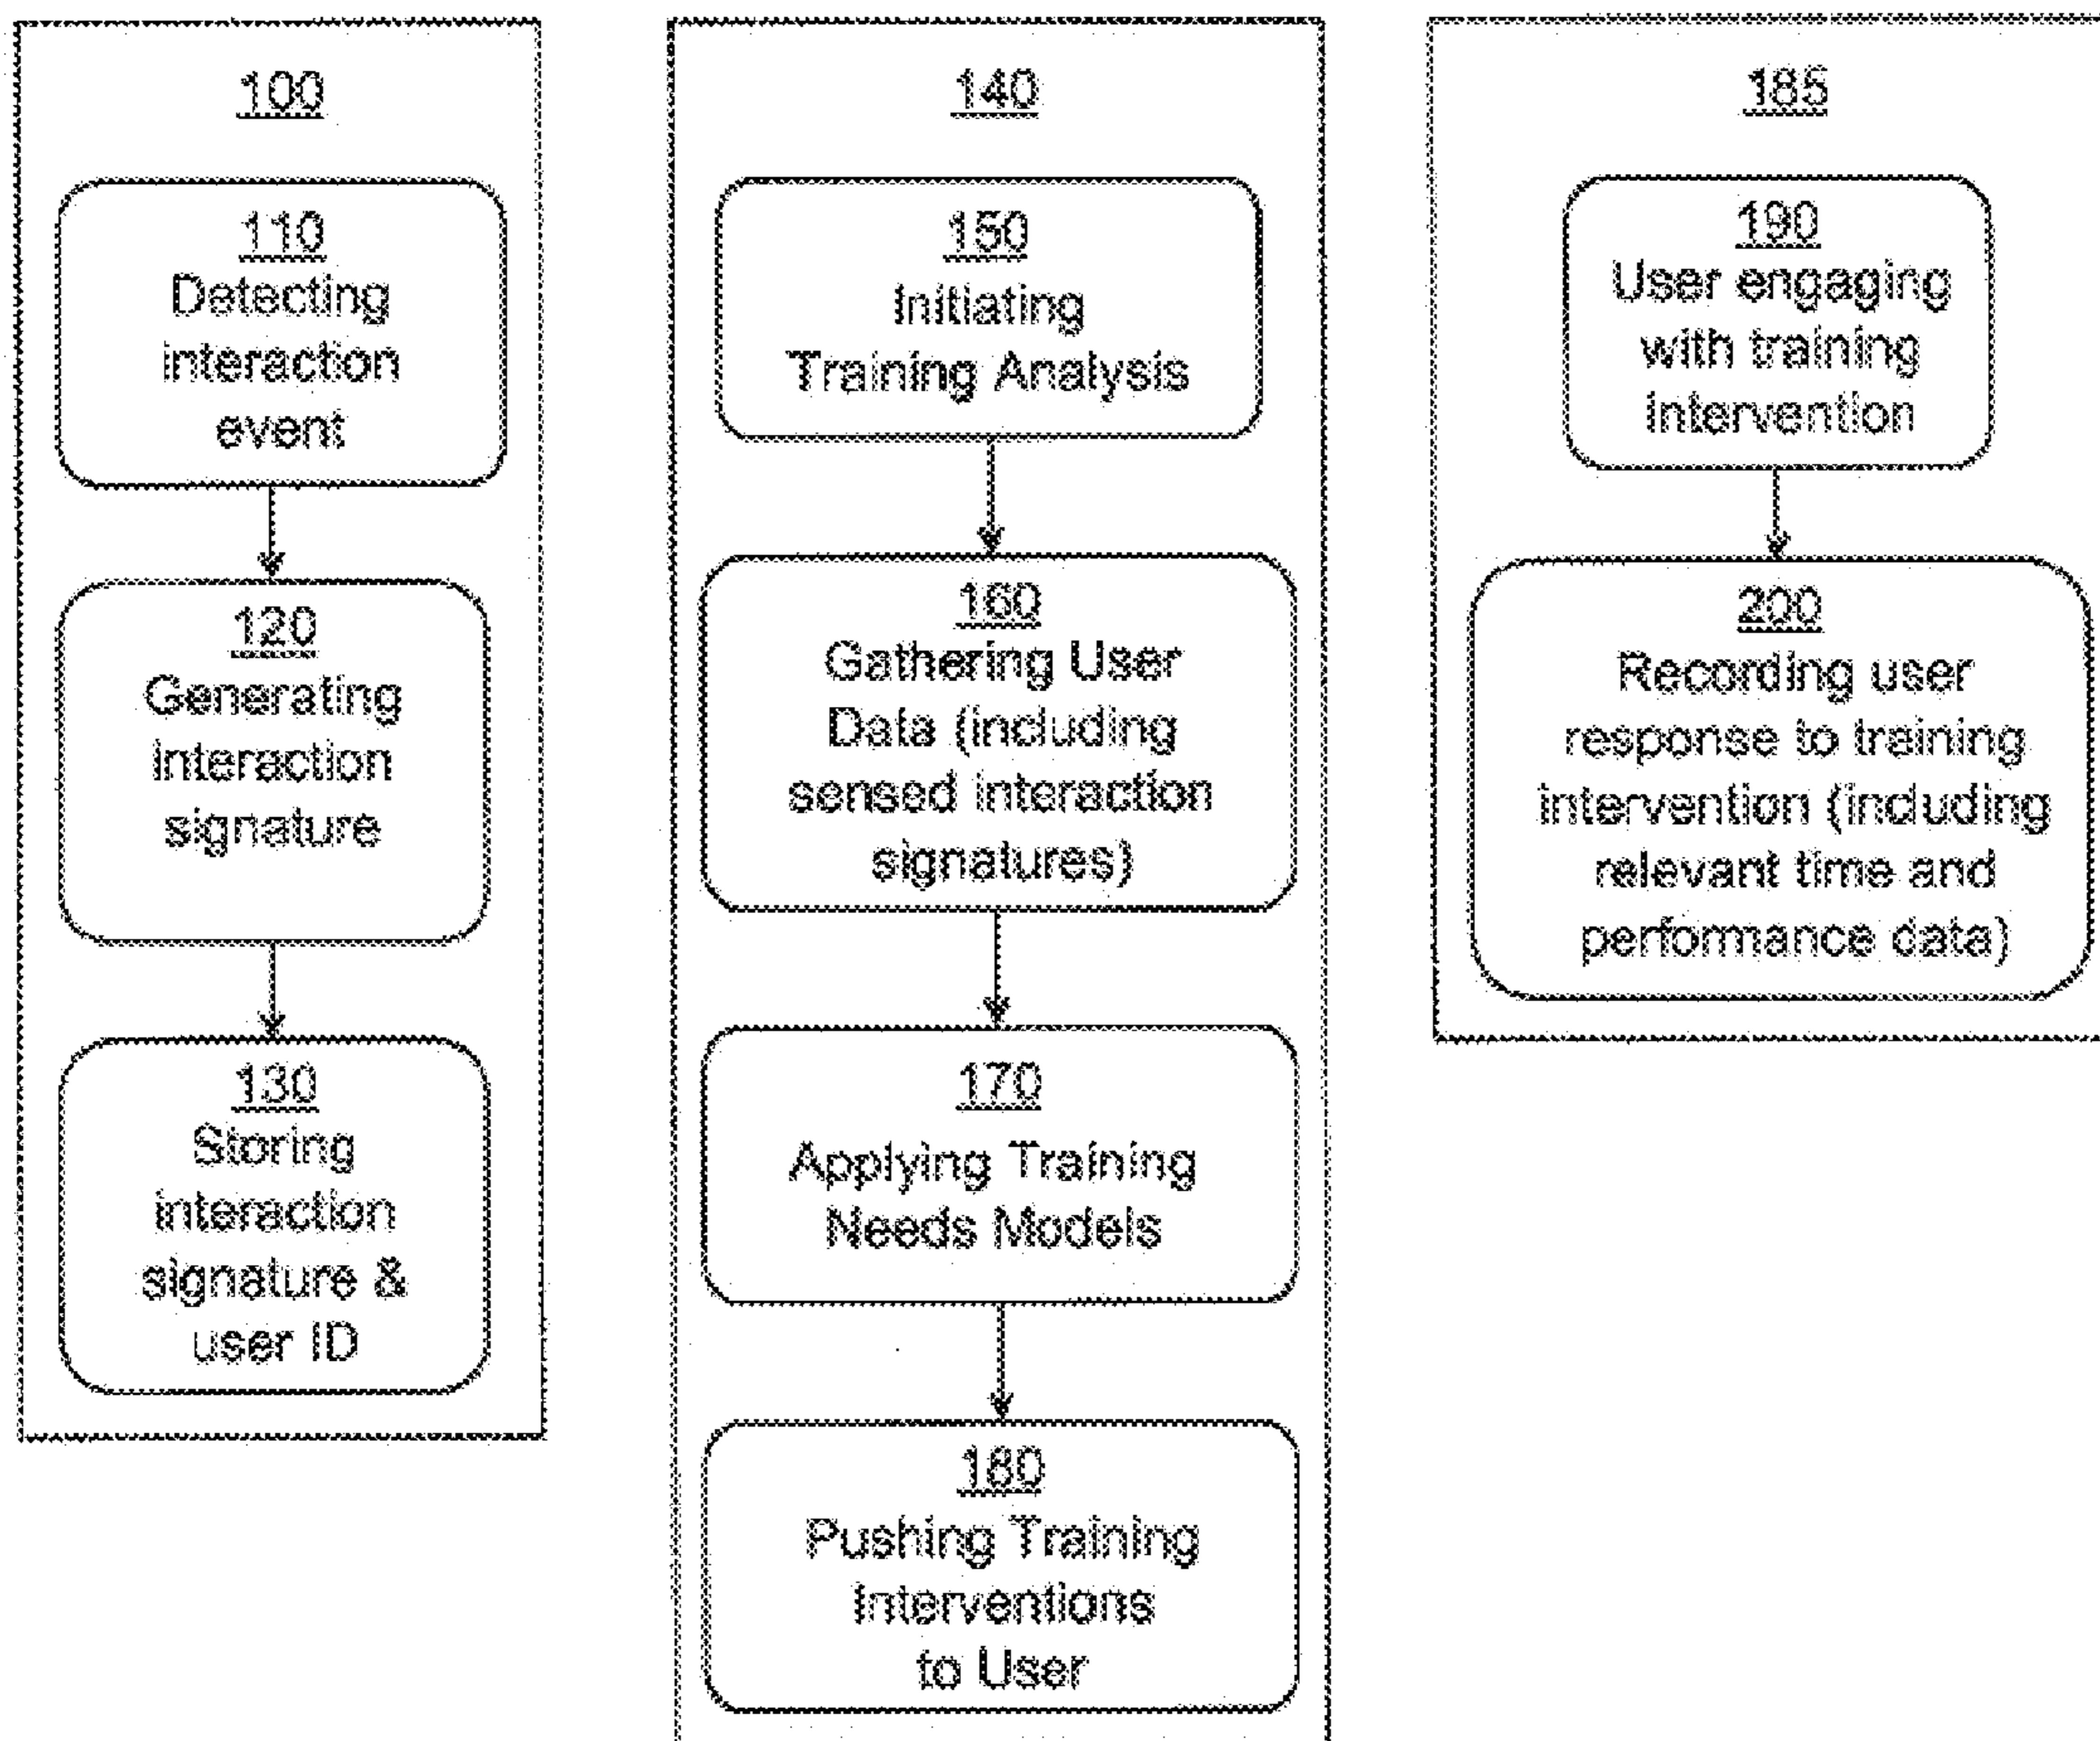 100
110
Detecting
interaction
event
120
Generating
interaction
signature
130
Storing
interaction
signature &
user ID
140
150
Initiating
Training Analysis
160
Gathering User
Data (including
sensed interaction
signatures)
170
Applying Training
Needs Models
180
Pushing Training
Interventions
to User
185
190
User engaging
with training
intervention
200
Recording user
response to training
intervention (including
relevant time and
performance data)